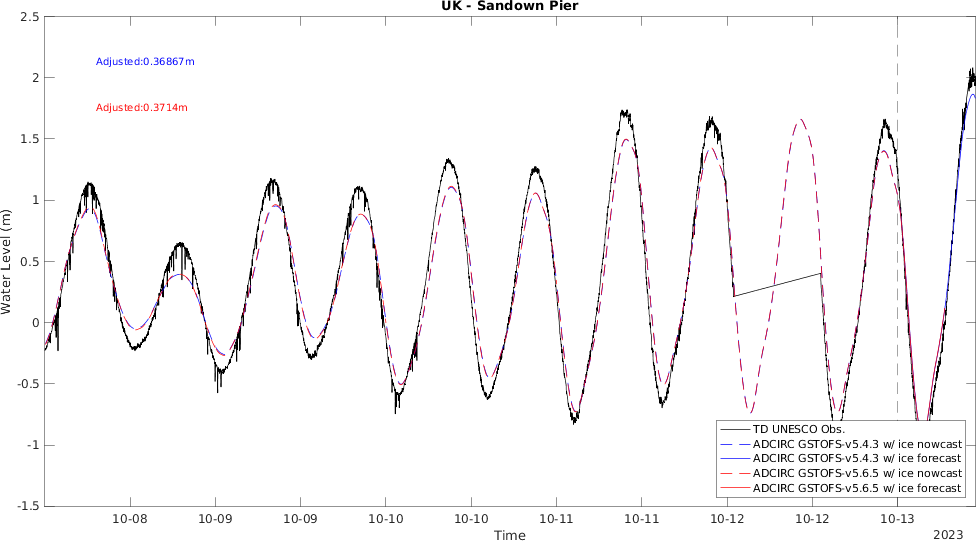 UK - Sandown Pier
2.5
2
1.5
1
0.5
0
-0.5
-1
-1.5
Water Level (m)
Adjusted:0.36867m
Adjusted:0.3714m
TD UNESCO Obs.
ADCIRC GSTOFS-v5.4.3 w/ ice nowcast
ADCIRC GSTOFS-v5.4.3 w/ ice forecast
ADCIRC GSTOFS-v5.6.5 w/ ice nowcast
ADCIRC GSTOFS-v5.6.5 w/ ice forecast
10-08 10-09 10-09 10-10 10-10 10-11 10-11 10-12 10-12 10-13
Time
2023